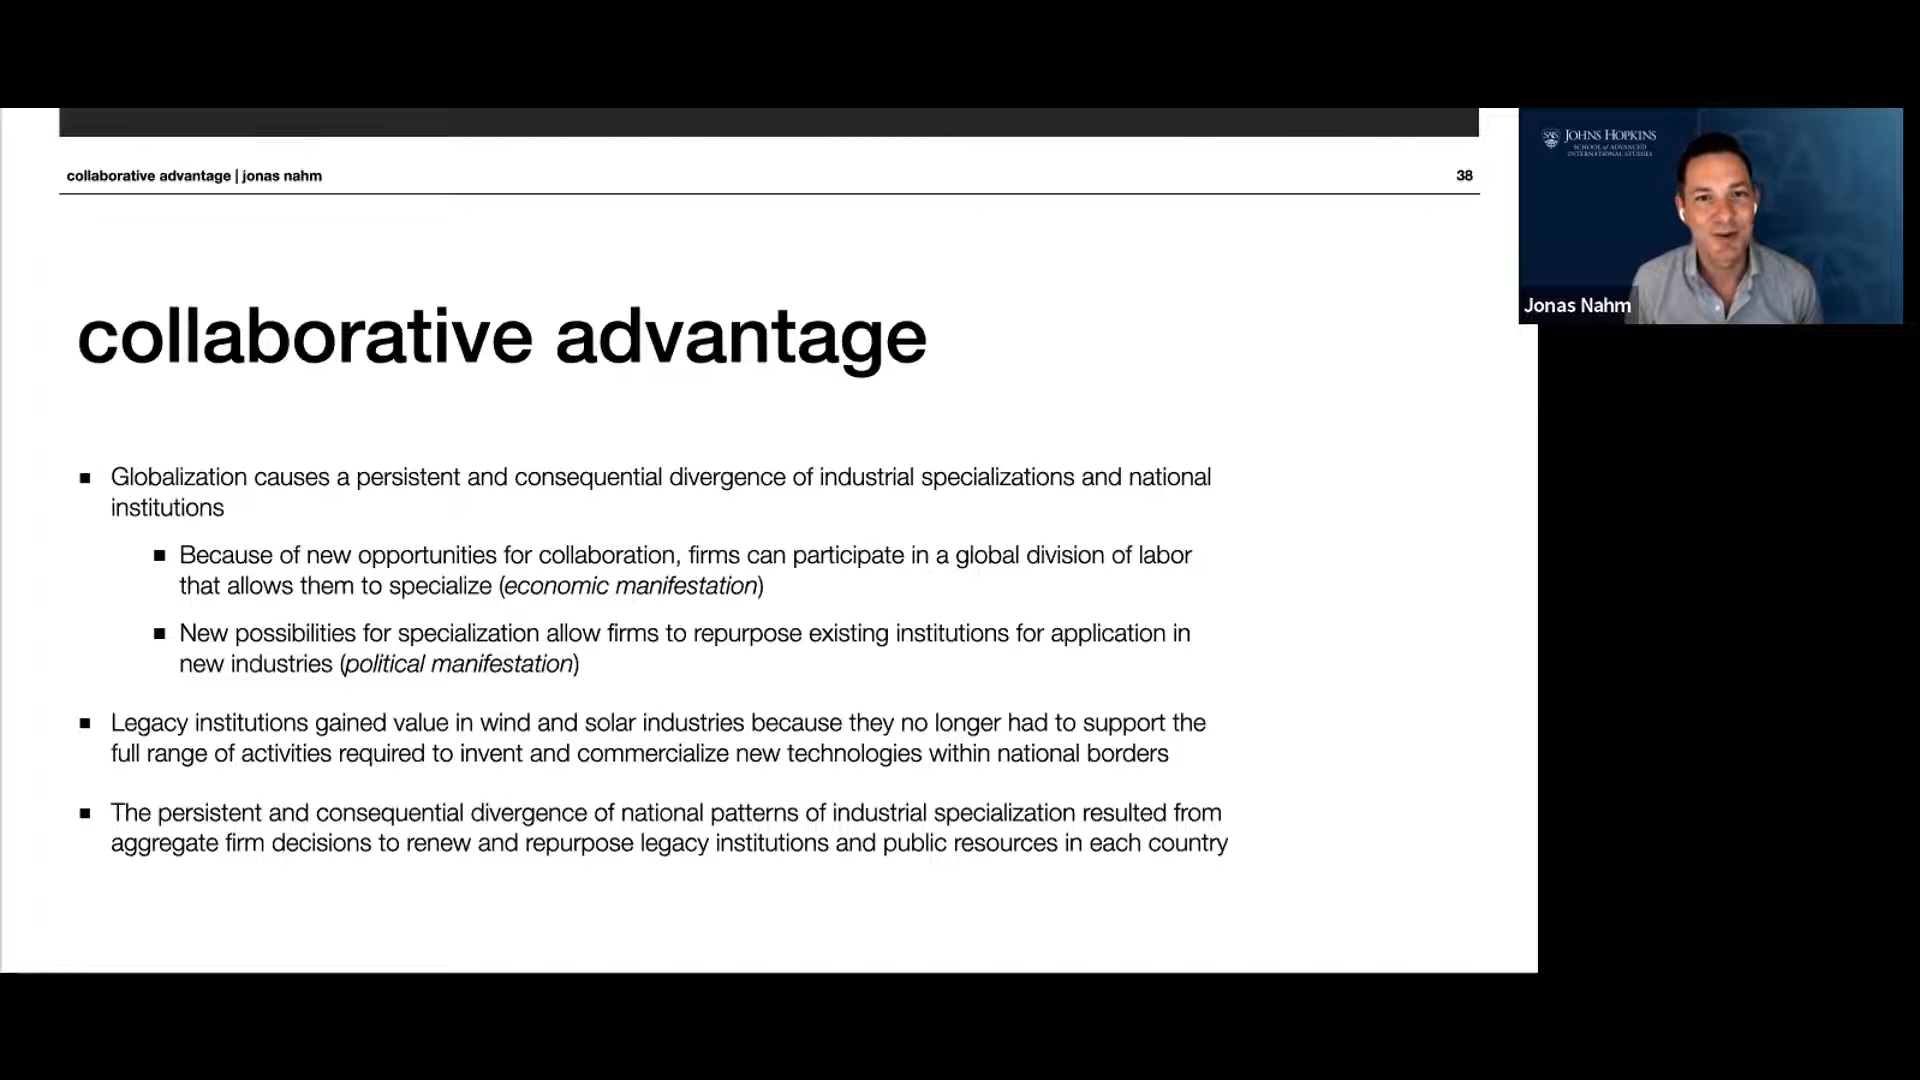 collaborative advantage | jonas nahm
38
collaborative advantage
▪ Globalization causes a persistent and consequential divergence of industrial specializations and national
institutions
▪ Because of new opportunities for collaboration, firms can participate in a global division of labor
that allows them to specialize (economic manifestation)
▪ New possibilities for specialization allow firms to repurpose existing institutions for application in
new industries (political manifestation)
▪ Legacy institutions gained value in wind and solar industries because they no longer had to support the
full range of activities required to invent and commercialize new technologies within national borders
▪ The persistent and consequential divergence of national patterns of industrial specialization resulted from
aggregate firm decisions to renew and repurpose legacy institutions and public resources in each country
SAIS
JOHNS HOPKINS
SCHOOL of ADVANCED
INTERNATIONAL STUDIES
Jonas Nahm